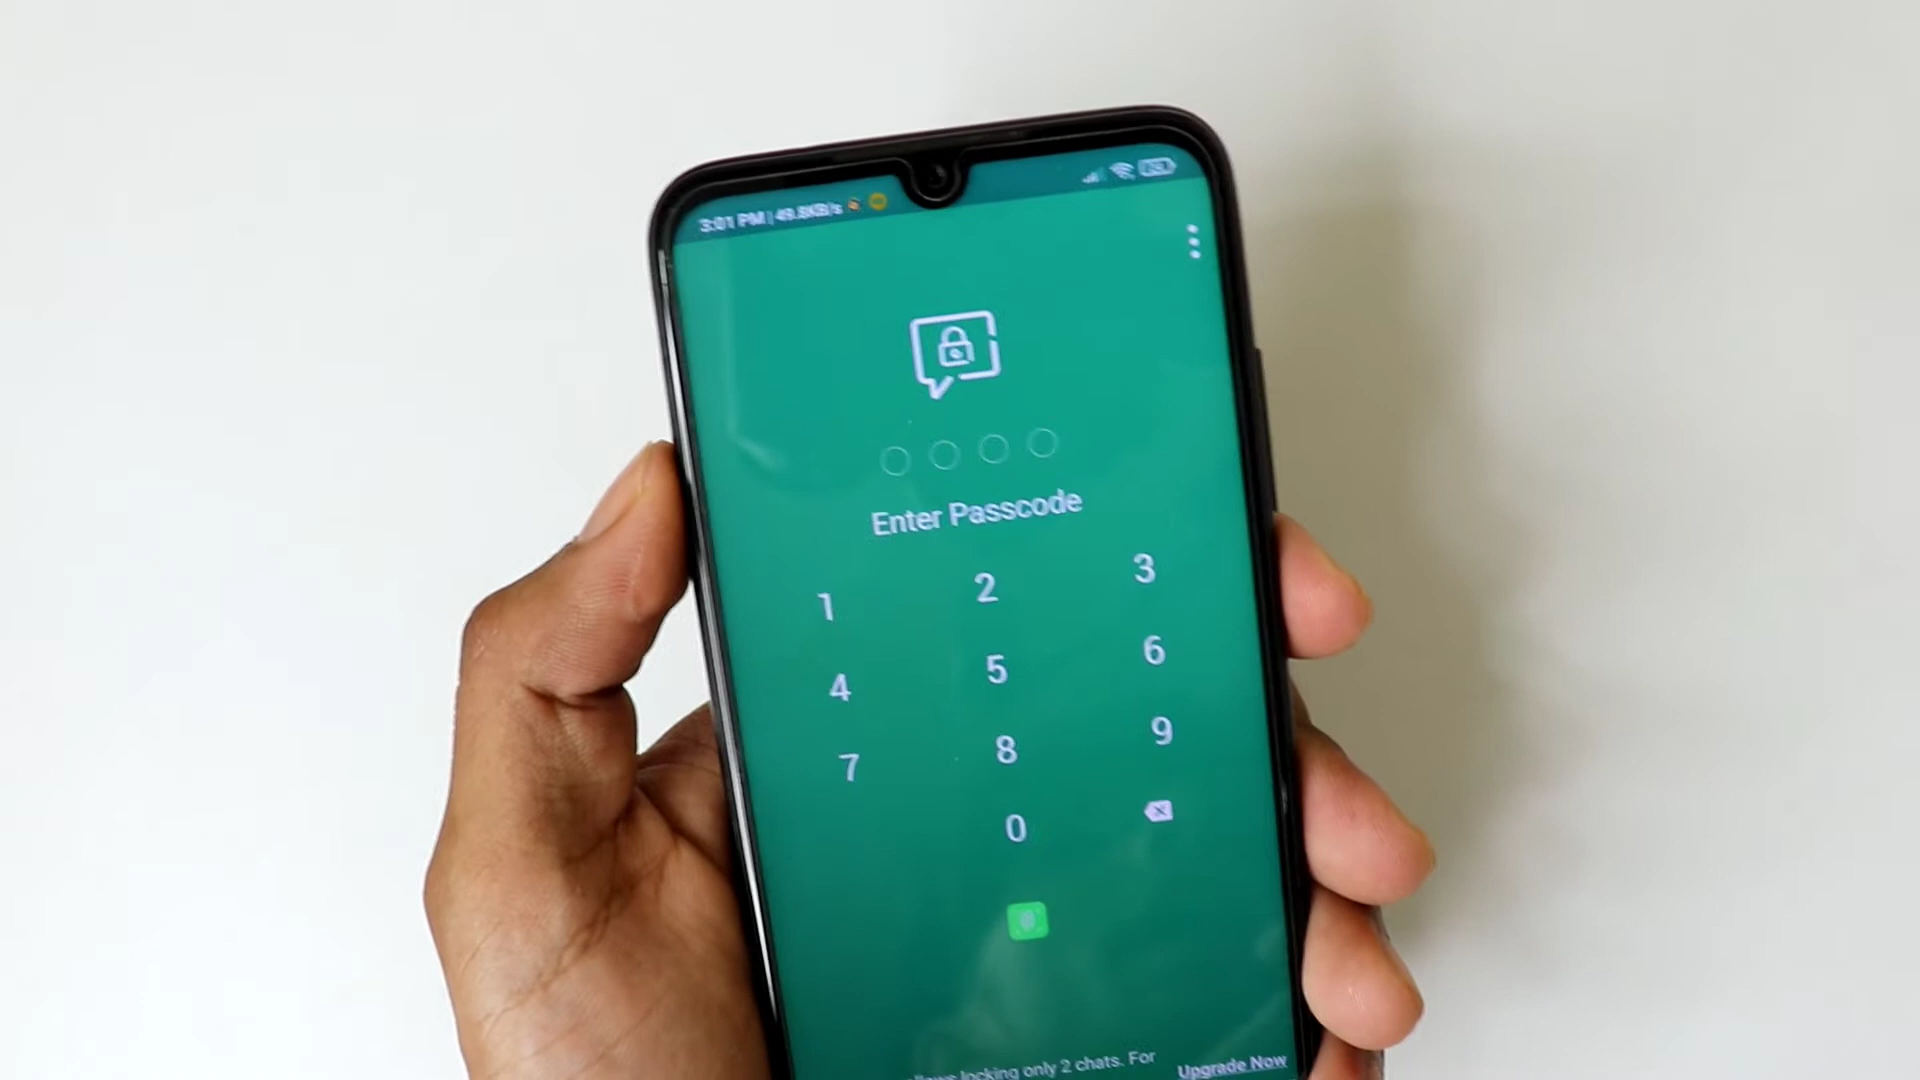 3:01 PM | 49.8KB/s
Enter Passcode
1 2 3
4 5 6
7 8 9
0
locking only 2 chats. For
Upgrade Now